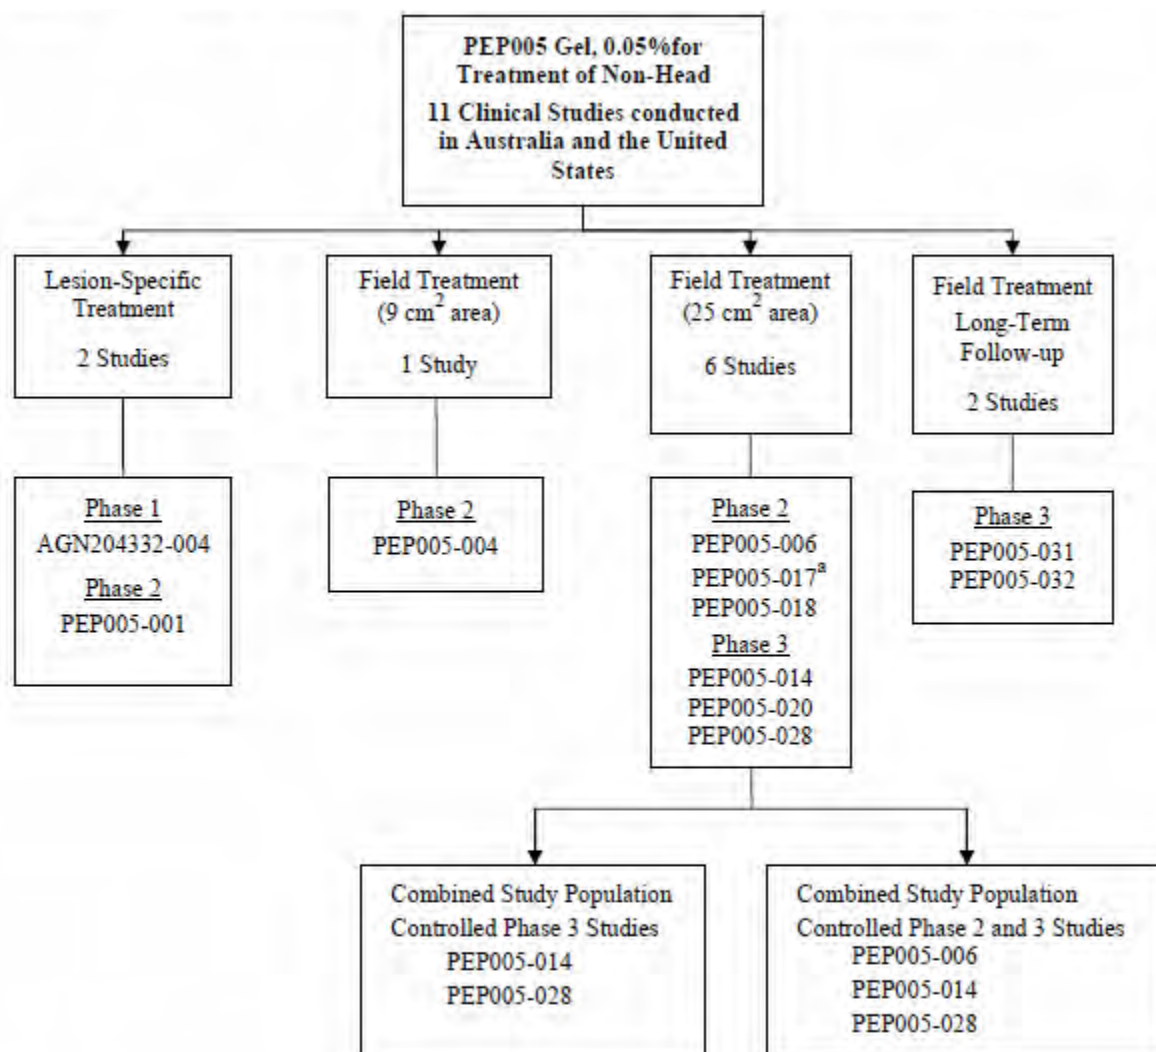 PEP005 Gel, 0.05%for
Treatment of Non-Head
11 Clinical Studies conducted
in Australia and the United
States
Lesion-Specific
Treatment
2 Studies
Field Treatment
(9 cm² area)
1 Study
Field Treatment
(25 cm² area)
6 Studies
Field Treatment
Long-Term
Follow-up
2 Studies
Phase 1
AGN204332-004
Phase 2
PEP005-001
Phase 2
PEP005-004
Phase 2
PEP005-006
PEP005-017ª
PEP005-018
Phase 3
PEP005-014
PEP005-020
PEP005-028
Phase 3
PEP005-031
PEP005-032
Combined Study Population
Controlled Phase 3 Studies
PEP005-014
PEP005-028
Combined Study Population
Controlled Phase 2 and 3 Studies
PEP005-006
PEP005-014
PEP005-028